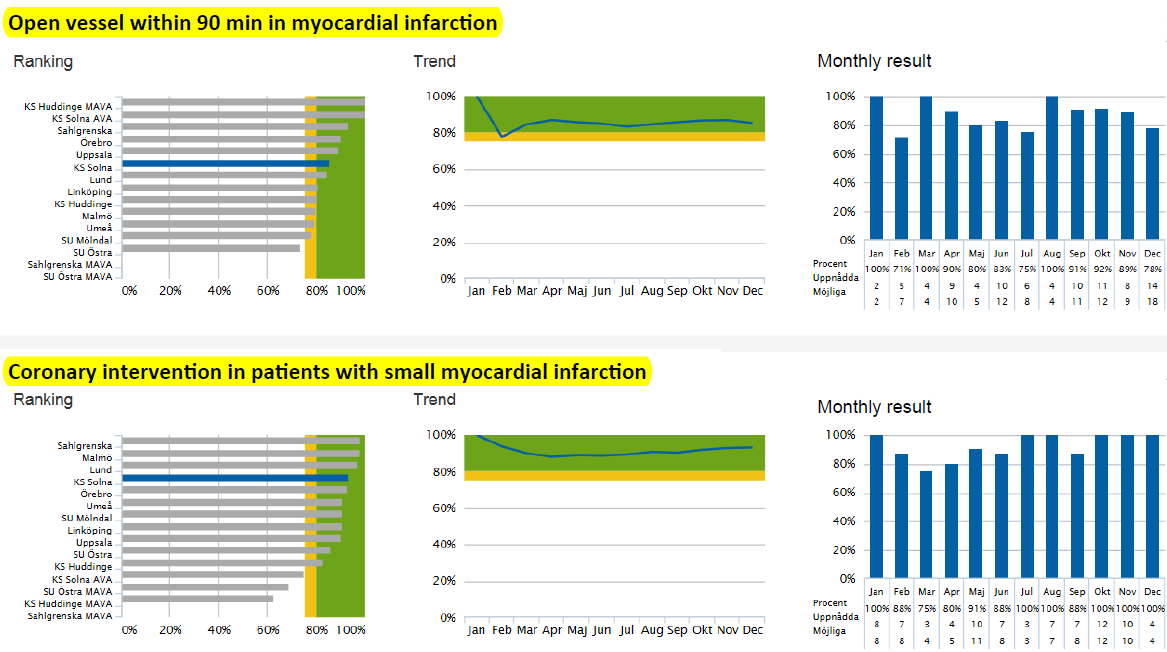 Open vessel within 90 min in myocardial infarction
Ranking
KS Huddinge MAVA
KS Solna AVA
Sahlgrenska
Örebro
Uppsala
KS Solna
Lund
Linköping
KS Huddinge
Malmö
Umeå
SU Mölndal
SU Östra
Sahlgrenska MAVA
SU Östra MAVA
0% 20% 40% 60% 80% 100%
Trend
100%
80%
60%
40%
20%
0%
Jan Feb Mar Apr Maj Jun Jul Aug Sep Okt Nov Dec
Monthly result
100%
80%
60%
40%
20%
0%
Jan Feb Mar Apr Maj Jun Jul Aug Sep Okt Nov Dec
Procent 100% 71% 100% 90% 80% 83% 75% 100% 91% 92% 89% 78%
Uppnådda 2 5 4 9 4 10 6 4 10 11 8 14
Möjliga 2 7 4 10 5 12 8 4 11 12 9 18
Coronary intervention in patients with small myocardial infarction
Ranking
Sahlgrenska
Malmö
Lund
KS Solna
Örebro
Umeå
SU Mölndal
Linköping
Uppsala
SU Östra
KS Huddinge
KS Solna AVA
SU Östra MAVA
KS Huddinge MAVA
Sahlgrenska MAVA
0% 20% 40% 60% 80% 100%
Trend
100%
80%
60%
40%
20%
0%
Jan Feb Mar Apr Maj Jun Jul Aug Sep Okt Nov Dec
Monthly result
100%
80%
60%
40%
20%
0%
Jan Feb Mar Apr Maj Jun Jul Aug Sep Okt Nov Dec
Procent 100% 88% 75% 80% 91% 88% 100% 100% 88% 100% 100% 100%
Uppnådda 8 7 3 4 10 7 3 7 7 12 10 4
Möjliga 8 8 4 5 11 8 3 7 8 12 10 4